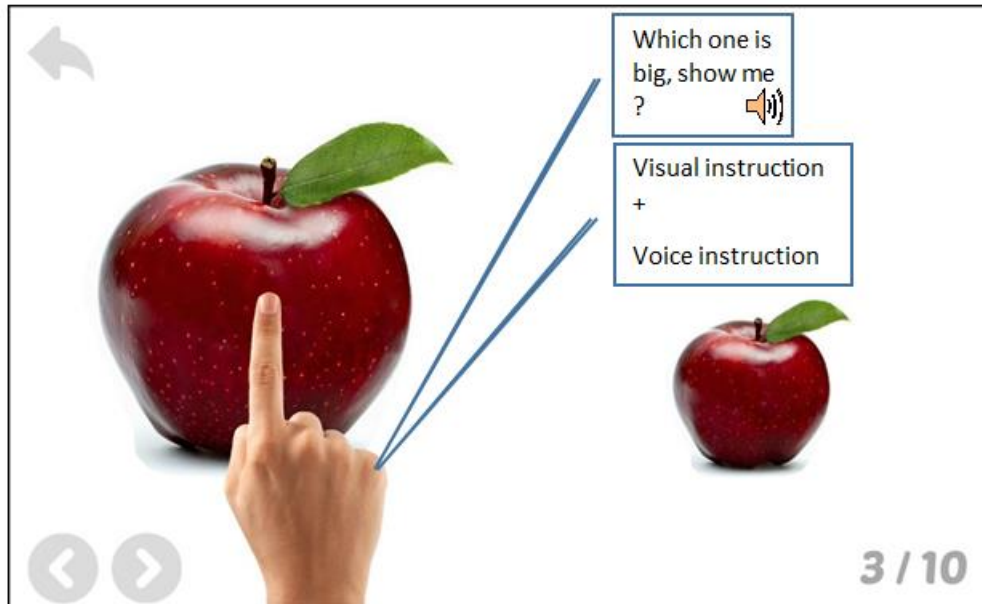 Which one is
big, show me
?
Visual instruction
+
Voice instruction
3 / 10